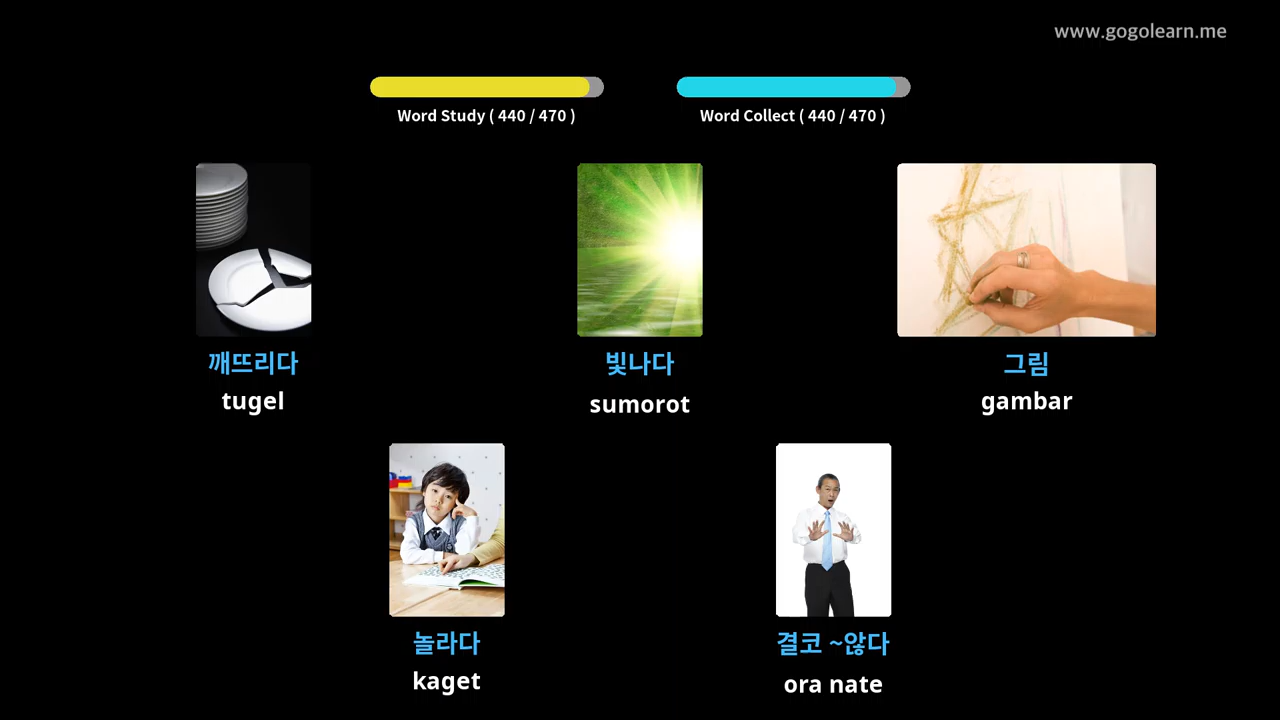 www.gogolearn.me
Word Study ( 440 / 470 )
Word Collect ( 440 / 470 )
깨뜨리다
tugel
빛나다
sumorot
그림
gambar
놀라다
kaget
결코 ~않다
ora nate